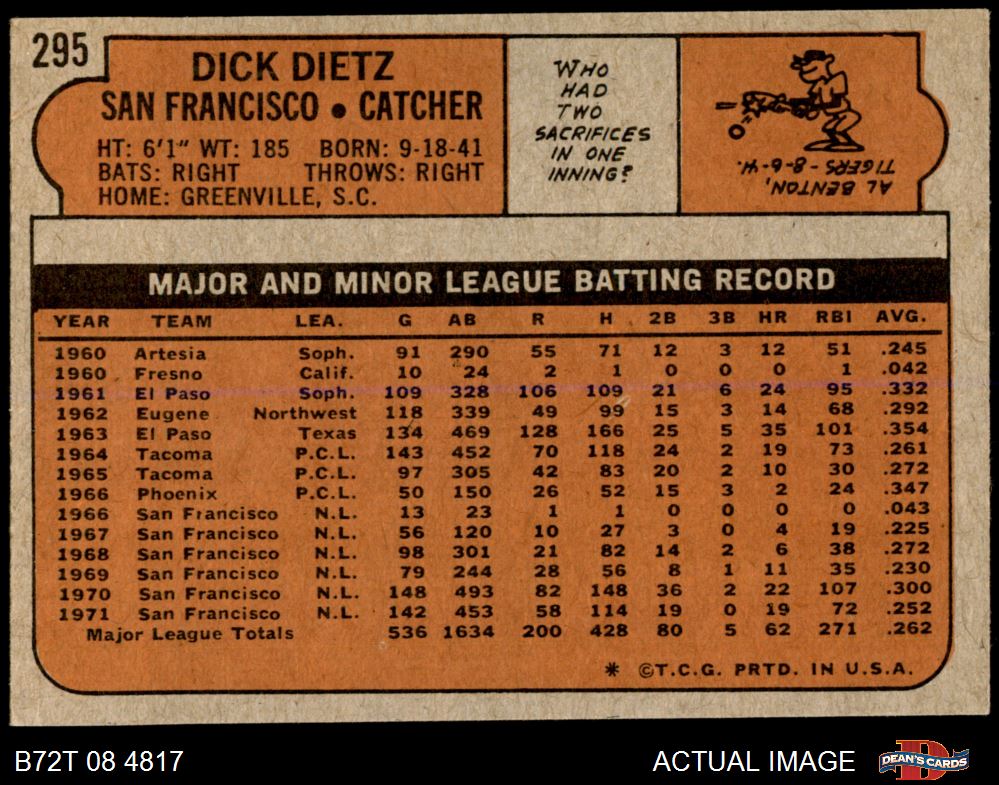 295
DICK DIETZ
SAN FRANCISCO • CATCHER
HT: 6'1" WT: 185 BORN: 9-18-41
BATS: RIGHT THROWS: RIGHT
HOME: GREENVILLE, S.C.
WHO
HAD
TWO
SACRIFICES
IN ONE
INNING?
AL BENTON,
TIGERS-8-6-41.
MAJOR AND MINOR LEAGUE BATTING RECORD
YEAR TEAM LEA. G AB R H 2B 3B HR RBI AVG.
1960 Artesia Soph. 91 290 55 71 12 3 12 51 .245
1960 Fresno Calif. 10 24 2 1 0 0 0 1 .042
1961 El Paso Soph. 109 328 106 109 21 6 24 95 .332
1962 Eugene Northwest 118 339 49 99 15 3 14 68 .292
1963 El Paso Texas 134 469 128 166 25 5 35 101 .354
1964 Tacoma P.C.L. 143 452 70 118 24 2 19 73 .261
1965 Tacoma P.C.L. 97 305 42 83 20 2 10 30 .272
1966 Phoenix P.C.L. 50 150 26 52 15 3 2 24 .347
1966 San Francisco N.L. 13 23 1 1 0 0 0 0 .043
1967 San Francisco N.L. 56 120 10 27 3 0 4 19 .225
1968 San Francisco N.L. 98 301 21 82 14 2 6 38 .272
1969 San Francisco N.L. 79 244 28 56 8 1 11 35 .230
1970 San Francisco N.L. 148 493 82 148 36 2 22 107 .300
1971 San Francisco N.L. 142 453 58 114 19 0 19 72 .252
Major League Totals 536 1634 200 428 80 5 62 271 .262
* ©T.C.G. PRTD. IN U.S.A.
B72T 08 4817 ACTUAL IMAGE
D
DEAN'S CARDS